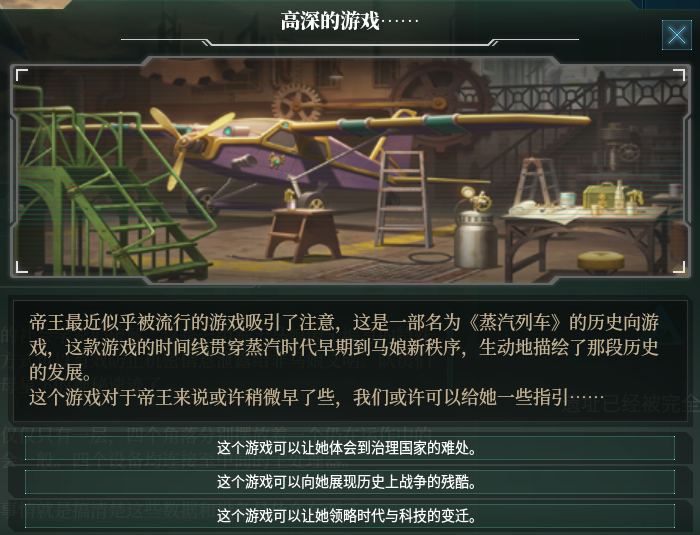 高深的游戏……
帝王最近似乎被流行的游戏吸引了注意，这是一部名为《蒸汽列车》的历史向游
戏，这款游戏的时间线贯穿蒸汽时代早期到马娘新秩序，生动地描绘了那段历史
的发展。
这个游戏对于帝王来说或许稍微早了些，我们或许可以给她一些指引……
这个游戏可以让她体会到治理国家的难处。
这个游戏可以向她展现历史上战争的残酷。
这个游戏可以让她领略时代与科技的变迁。